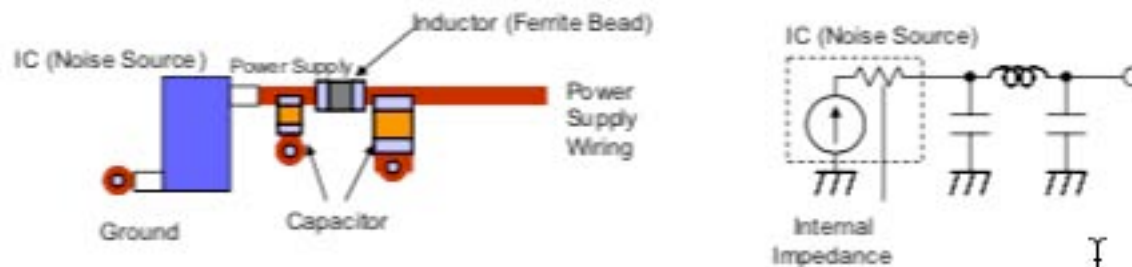 Inductor (Ferrite Bead)
IC (Noise Source)
Power Supply
Power
Supply
Wiring
Capacitor
Ground
IC (Noise Source)
Internal
Impedance